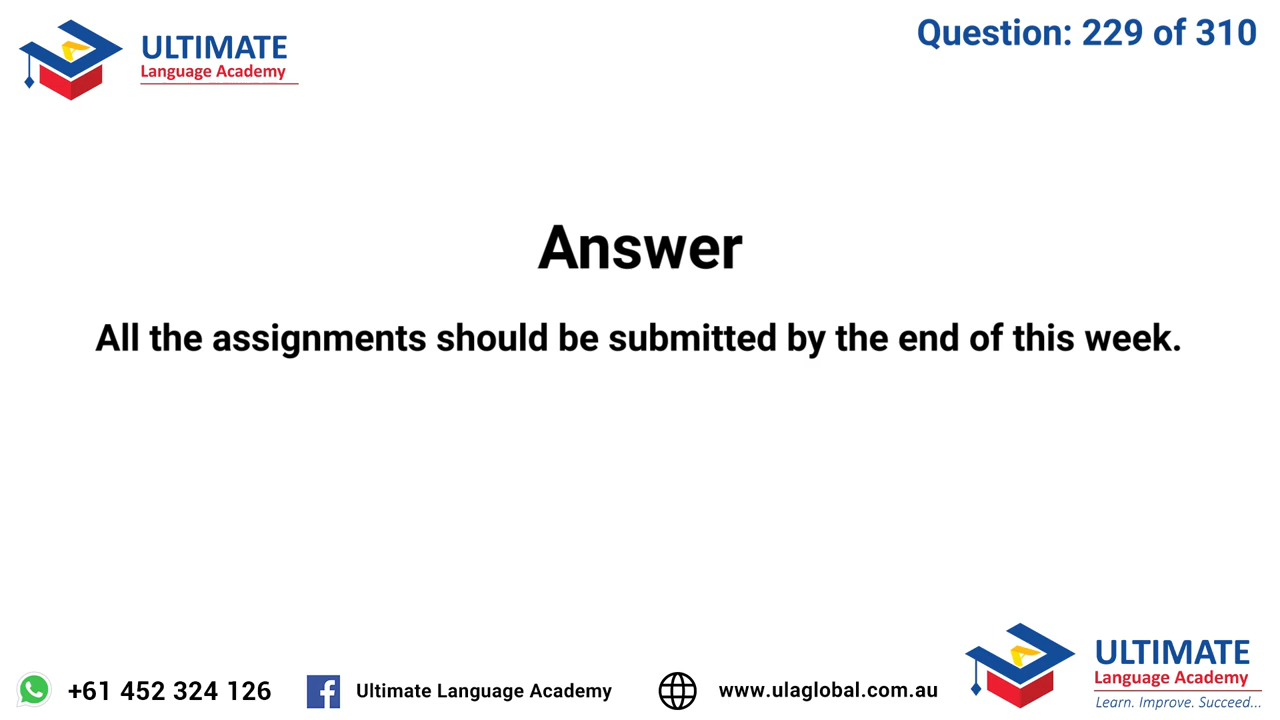 ULTIMATE
Language Academy
Question: 229 of 310
Answer
All the assignments should be submitted by the end of this week.
+61 452 324 126
Ultimate Language Academy
www.ulaglobal.com.au
ULTIMATE
Language Academy
Learn. Improve. Succeed...